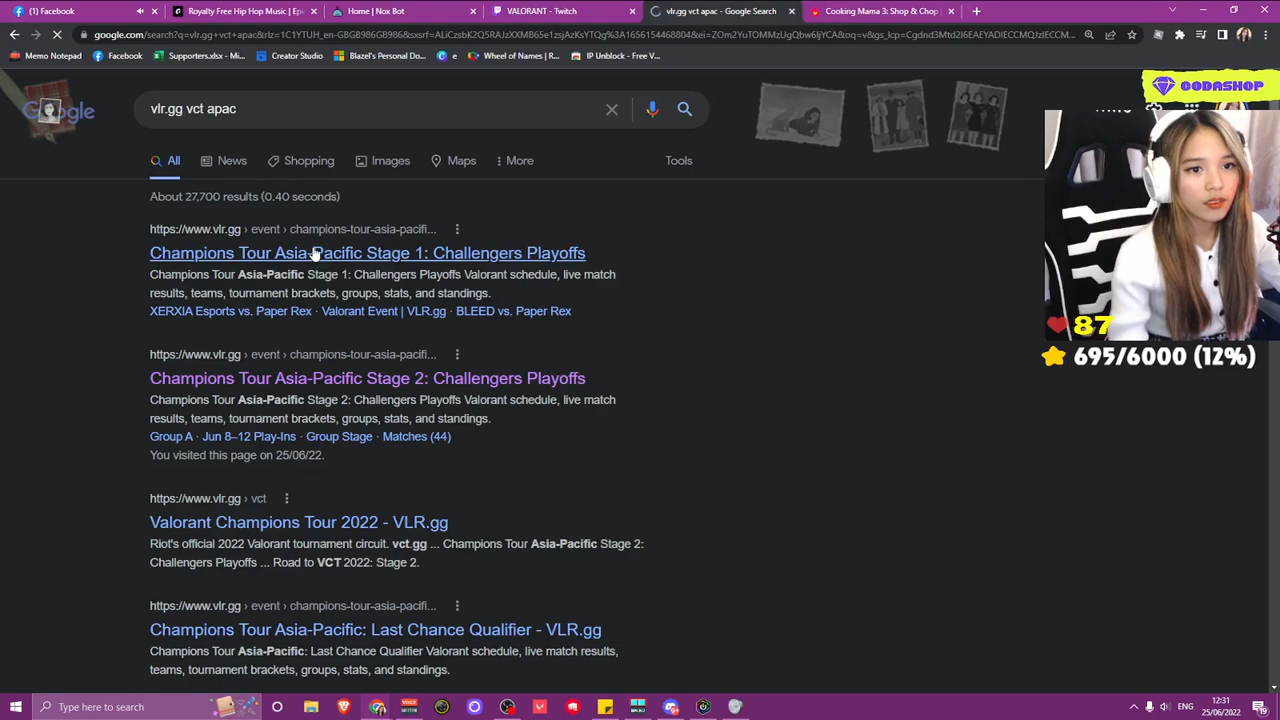 Facebook
Royalty Free Hip Hop Music | Epic
Home | Nox Bot
VALORANT - Twitch
vlr.gg vct apac - Google Search
Cooking Mama 3: Shop & Chop |
Memo Notepad
Facebook
Supporters.xlsx - Mi...
Creator Studio
Blazel's Personal Do...
e
Wheel of Names | R...
IP Unblock - Free V...
CODASHOP
Google
vlr.gg vct apac
All
News
Shopping
Images
Maps
More
Tools
About 27,700 results (0.40 seconds)
https://www.vlr.gg › event › champions-tour-asia-pacifi...
Champions Tour Asia-Pacific Stage 1: Challengers Playoffs
Champions Tour Asia-Pacific Stage 1: Challengers Playoffs Valorant schedule, live match
results, teams, tournament brackets, groups, stats, and standings.
XERXIA Esports vs. Paper Rex · Valorant Event | VLR.gg · BLEED vs. Paper Rex
87
695/6000 (12%)
https://www.vlr.gg › event › champions-tour-asia-pacifi...
Champions Tour Asia-Pacific Stage 2: Challengers Playoffs
Champions Tour Asia-Pacific Stage 2: Challengers Playoffs Valorant schedule, live match
results, teams, tournament brackets, groups, stats, and standings.
Group A · Jun 8–12 Play-Ins · Group Stage · Matches (44)
You visited this page on 25/06/22.
https://www.vlr.gg › vct
Valorant Champions Tour 2022 - VLR.gg
Riot's official 2022 Valorant tournament circuit. vct.gg ... Champions Tour Asia-Pacific Stage 2:
Challengers Playoffs ... Road to VCT 2022: Stage 2.
https://www.vlr.gg › event › champions-tour-asia-pacifi...
Champions Tour Asia-Pacific: Last Chance Qualifier - VLR.gg
Champions Tour Asia-Pacific: Last Chance Qualifier Valorant schedule, live match results,
teams, tournament brackets, groups, stats, and standings.
Type here to search
12:31
25/06/2022